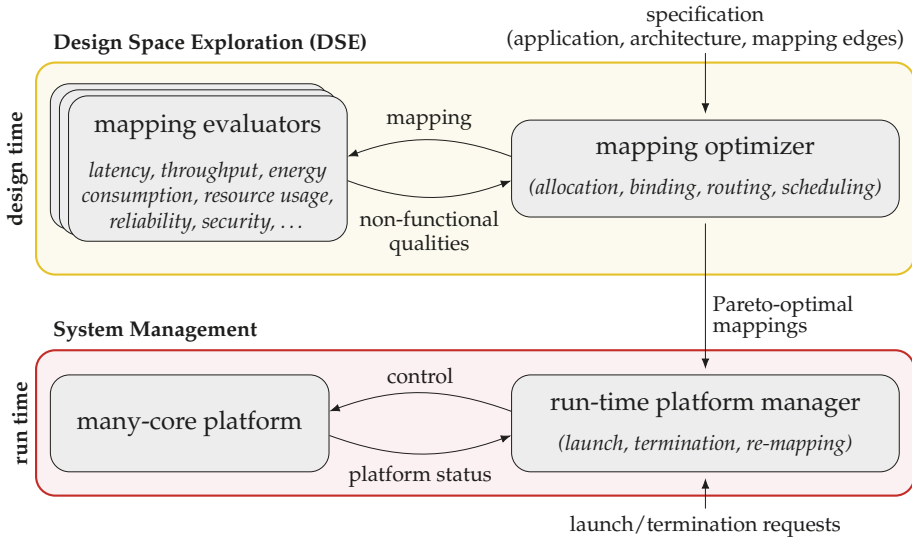 specification
(application, architecture, mapping edges)
Design Space Exploration (DSE)
design time
mapping evaluators
latency, throughput, energy
consumption, resource usage,
reliability, security, ...
mapping
non-functional
qualities
mapping optimizer
(allocation, binding, routing, scheduling)
Pareto-optimal
mappings
System Management
run time
many-core platform
control
platform status
run-time platform manager
(launch, termination, re-mapping)
launch/termination requests